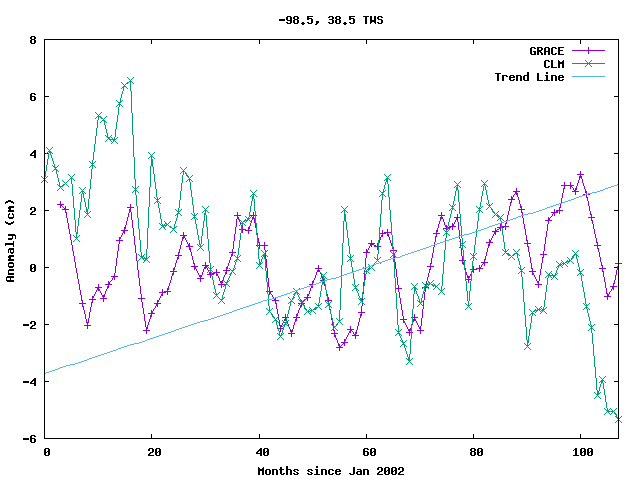 -98.5, 38.5 TWS
GRACE
CLM
Trend Line
8
6
4
2
0
-2
-4
-6
Anomaly (cm)
0 20 40 60 80 100
Months since Jan 2002